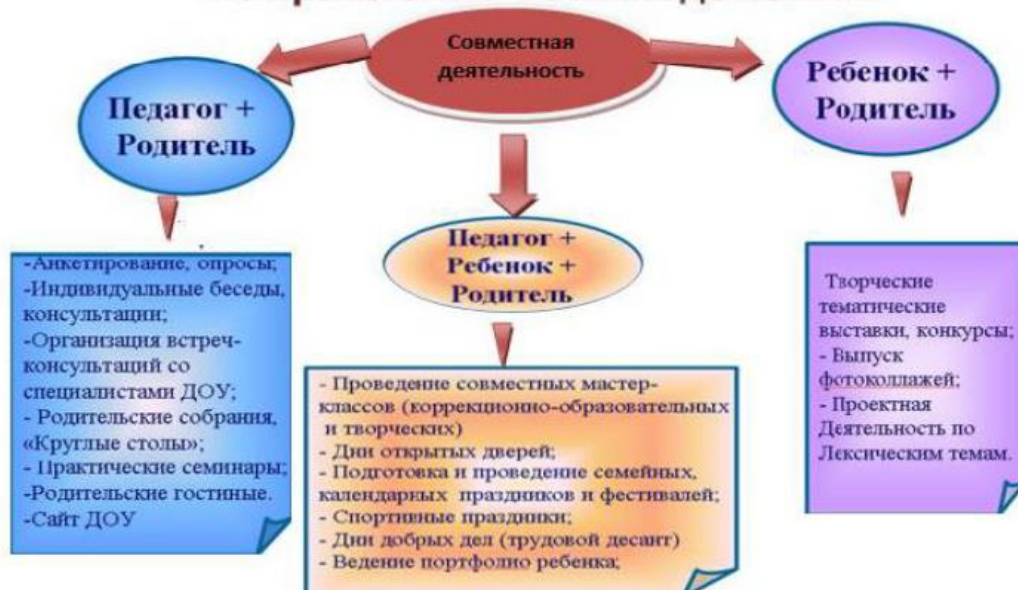 Совместная
деятельность
Педагог +
Родитель
Ребенок +
Родитель
Педагог +
Ребенок +
Родитель
-Анкетирование, опросы;
-Индивидуальные беседы,
консультации;
-Организация встреч-
консультаций со
специалистами ДОУ;
- Родительские собрания,
«Круглые столы»;
- Практические семинары;
-Родительские гостиные.
-Сайт ДОУ
- Проведение совместных мастер-
классов (коррекционно-образовательных
и творческих)
- Дни открытых дверей;
- Подготовка и проведение семейных,
календарных праздников и фестивалей;
- Спортивные праздники;
- Дни добрых дел (трудовой десант)
- Ведение портфолио ребенка;
Творческие
тематические
выставки, конкурсы;
- Выпуск
фотоколлажей;
- Проектная
Деятельность по
Лексическим темам.